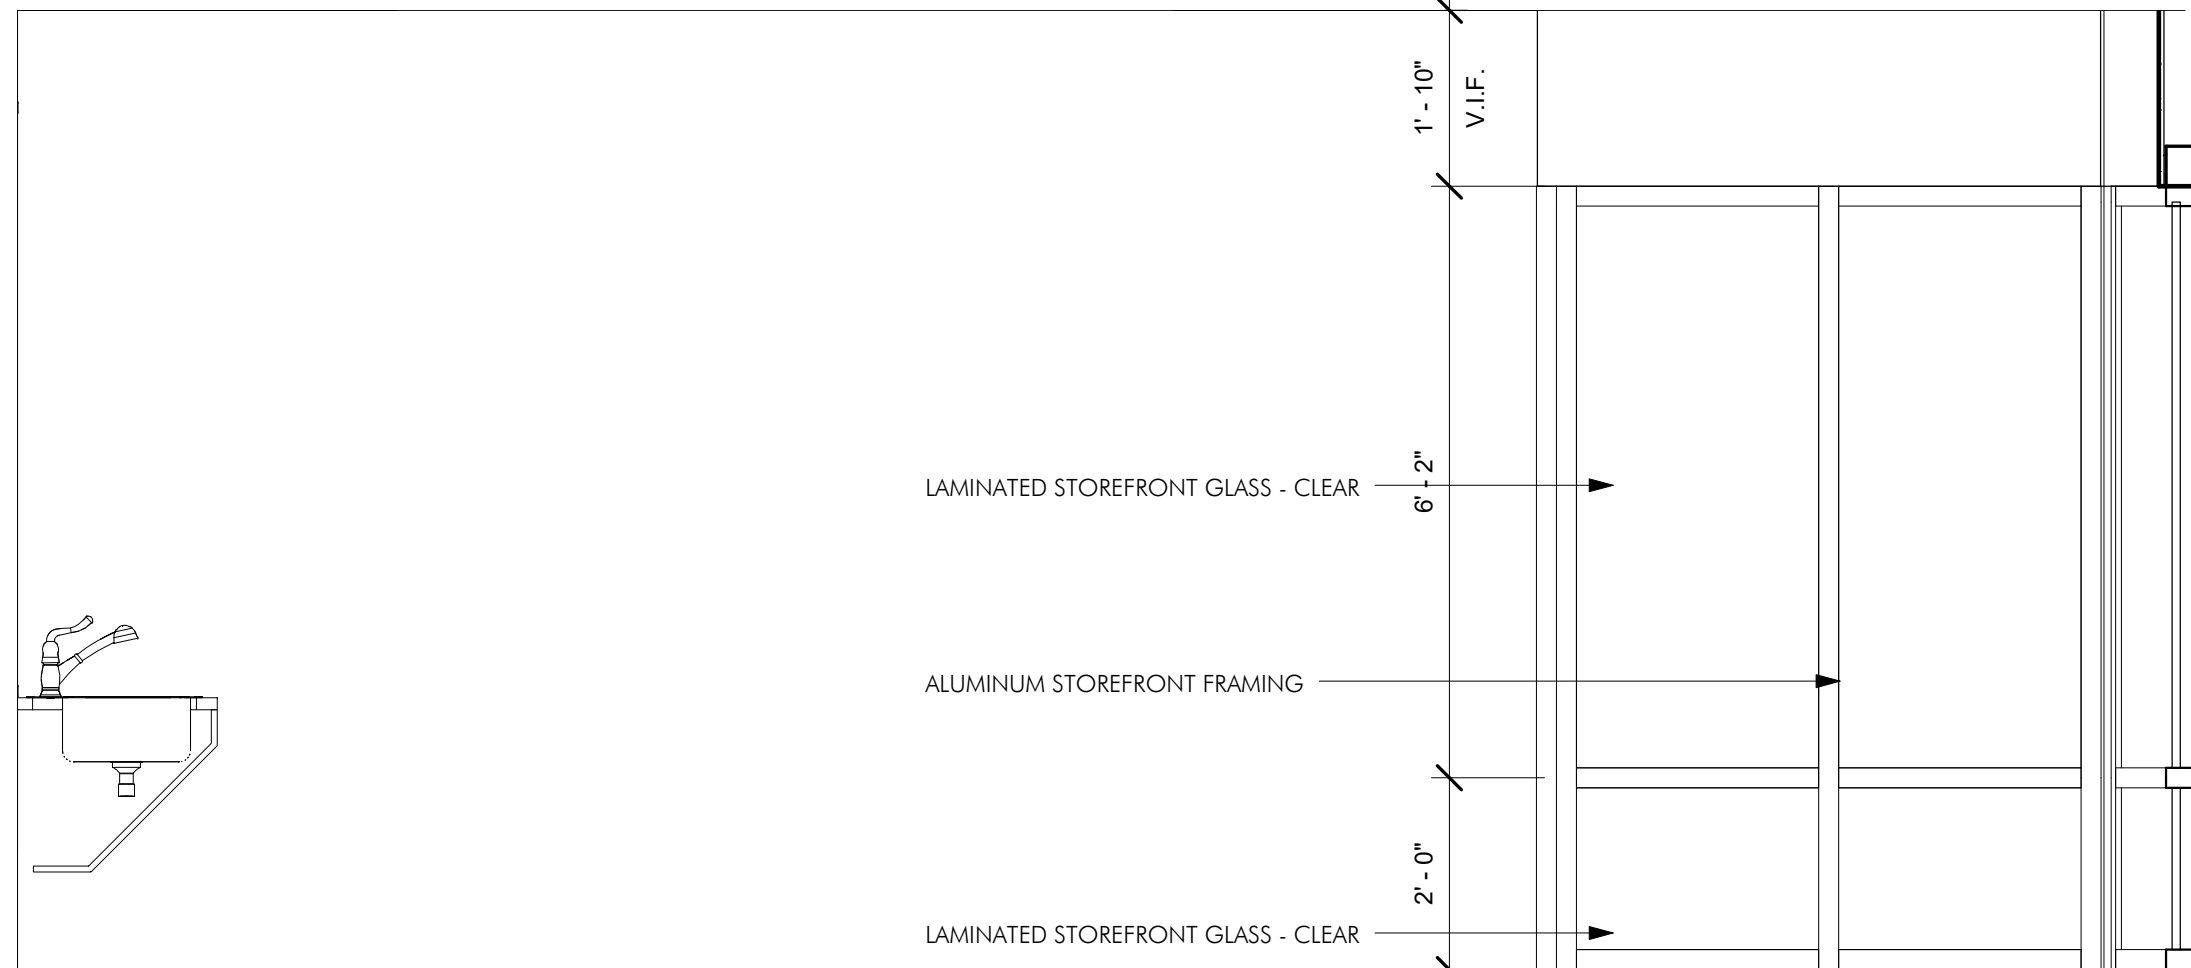 1' - 10"
V.I.F.
6' - 2"
LAMINATED STOREFRONT GLASS - CLEAR
ALUMINUM STOREFRONT FRAMING
2' - 0"
LAMINATED STOREFRONT GLASS - CLEAR